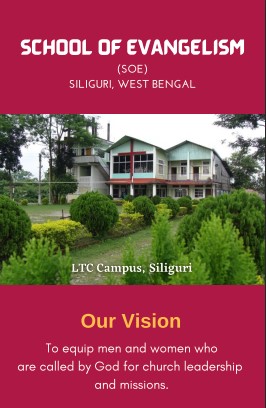 SCHOOL OF EVANGELISM
(SOE)
SILIGURI, WEST BENGAL
LTC Campus, Siliguri
Our Vision
To equip men and women who
are called by God for church leadership
and missions.